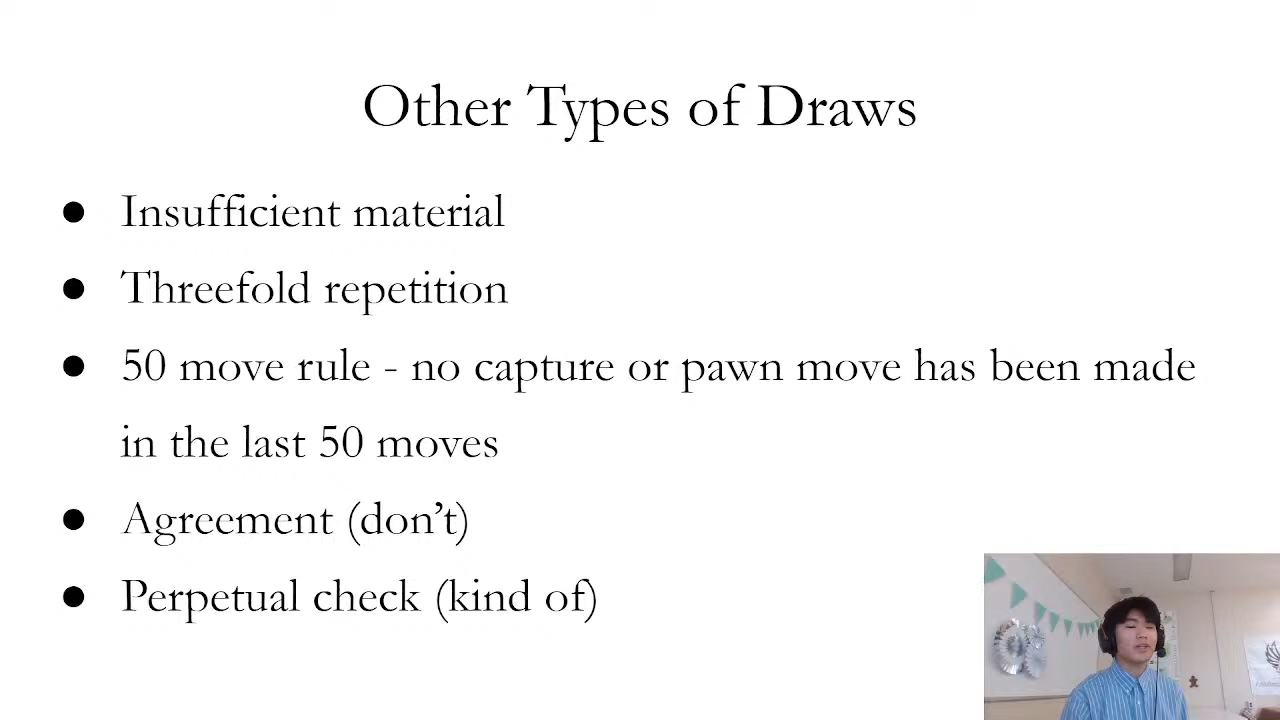 Other Types of Draws
● Insufficient material
● Threefold repetition
● 50 move rule - no capture or pawn move has been made
in the last 50 moves
● Agreement (don’t)
● Perpetual check (kind of)